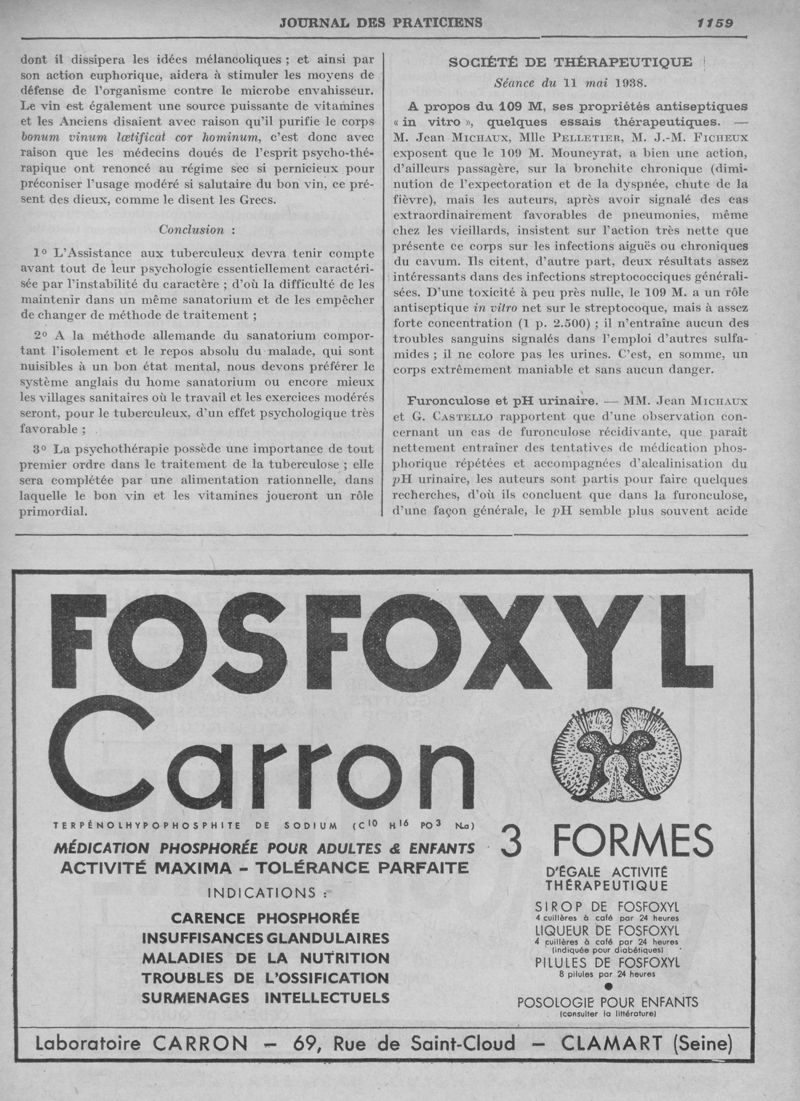 JOURNAL DES PRATICIENS
1159
dont il dissipera les idées mélancoliques ; et ainsi par
son action euphorique, aidera à stimuler les moyens de
défense de l'organisme contre le microbe envahisseur.
Le vin est également une source puissante de vitamines
et les Anciens disaient avec raison qu'il purifie le corps
bonum vinum lœtificat cor hominum, c'est donc avec
raison que les médecins doués de l'esprit psycho-thé-
rapique ont renoncé au régime sec si pernicieux pour
préconiser l'usage modéré si salutaire du bon vin, ce pré-
sent des dieux, comme le disent les Grecs.
Conclusion :
1º L'Assistance aux tuberculeux devra tenir compte
avant tout de leur psychologie essentiellement caractéri-
sée par l'instabilité du caractère ; d'où la difficulté de les
maintenir dans un même sanatorium et de les empêcher
de changer de méthode de traitement ;
2º A la méthode allemande du sanatorium compor-
tant l'isolement et le repos absolu du malade, qui sont
nuisibles à un bon état mental, nous devons préférer le
système anglais du home sanatorium ou encore mieux
les villages sanitaires où le travail et les exercices modérés
seront, pour le tuberculeux, d'un effet psychologique très
favorable ;
3º La psychothérapie possède une importance de tout
premier ordre dans le traitement de la tuberculose ; elle
sera complétée par une alimentation rationnelle, dans
laquelle le bon vin et les vitamines joueront un rôle
primordial.
SOCIÉTÉ DE THÉRAPEUTIQUE
Séance du 11 mai 1938.
A propos du 109 M, ses propriétés antiseptiques
« in vitro », quelques essais thérapeutiques. —
M. Jean MICHAUX, Mlle PELLETIER, M. J.-M. FICHEUX
exposent que le 109 M. Mouneyrat, a bien une action,
d'ailleurs passagère, sur la bronchite chronique (dimi-
nution de l'expectoration et de la dyspnée, chute de la
fièvre), mais les auteurs, après avoir signalé des cas
extraordinairement favorables de pneumonies, même
chez les vieillards, insistent sur l'action très nette que
présente ce corps sur les infections aiguës ou chroniques
du cavum. Ils citent, d'autre part, deux résultats assez
intéressants dans des infections streptococciques générali-
sées. D'une toxicité à peu près nulle, le 109 M. a un rôle
antiseptique in vitro net sur le streptocoque, mais à assez
forte concentration (1 p. 2.500) ; il n'entraîne aucun des
troubles sanguins signalés dans l'emploi d'autres sulfa-
mides ; il ne colore pas les urines. C'est, en somme, un
corps extrêmement maniable et sans aucun danger.
Furonculose et pH urinaire. — MM. Jean MICHAUX
et G. CASTELLO rapportent que d'une observation con-
cernant un cas de furonculose récidivante, que paraît
nettement entraîner des tentatives de médication phos-
phorique répétées et accompagnées d'alcalinisation du
pH urinaire, les auteurs sont partis pour faire quelques
recherches, d'où ils concluent que dans la furonculose,
d'une façon générale, le pH semble plus souvent acide
FOSFOXYL
Carron
TERPÉNOLHYPOPHOSPHITE DE SODIUM (C10 H16 PO3 Na)
MÉDICATION PHOSPHORÉE POUR ADULTES & ENFANTS
ACTIVITÉ MAXIMA - TOLÉRANCE PARFAITE
INDICATIONS :
CARENCE PHOSPHORÉE
INSUFFISANCES GLANDULAIRES
MALADIES DE LA NUTRITION
TROUBLES DE L'OSSIFICATION
SURMENAGES INTELLECTUELS
3 FORMES
D'ÉGALE ACTIVITÉ
THÉRAPEUTIQUE
SIROP DE FOSFOXYL
4 cuillères à café par 24 heures
LIQUEUR DE FOSFOXYL
4 cuillères à café par 24 heures
(indiquée pour diabétiques)
PILULES DE FOSFOXYL
8 pilules par 24 heures
POSOLOGIE POUR ENFANTS
(consulter la littérature)
Laboratoire CARRON — 69, Rue de Saint-Cloud — CLAMART (Seine)